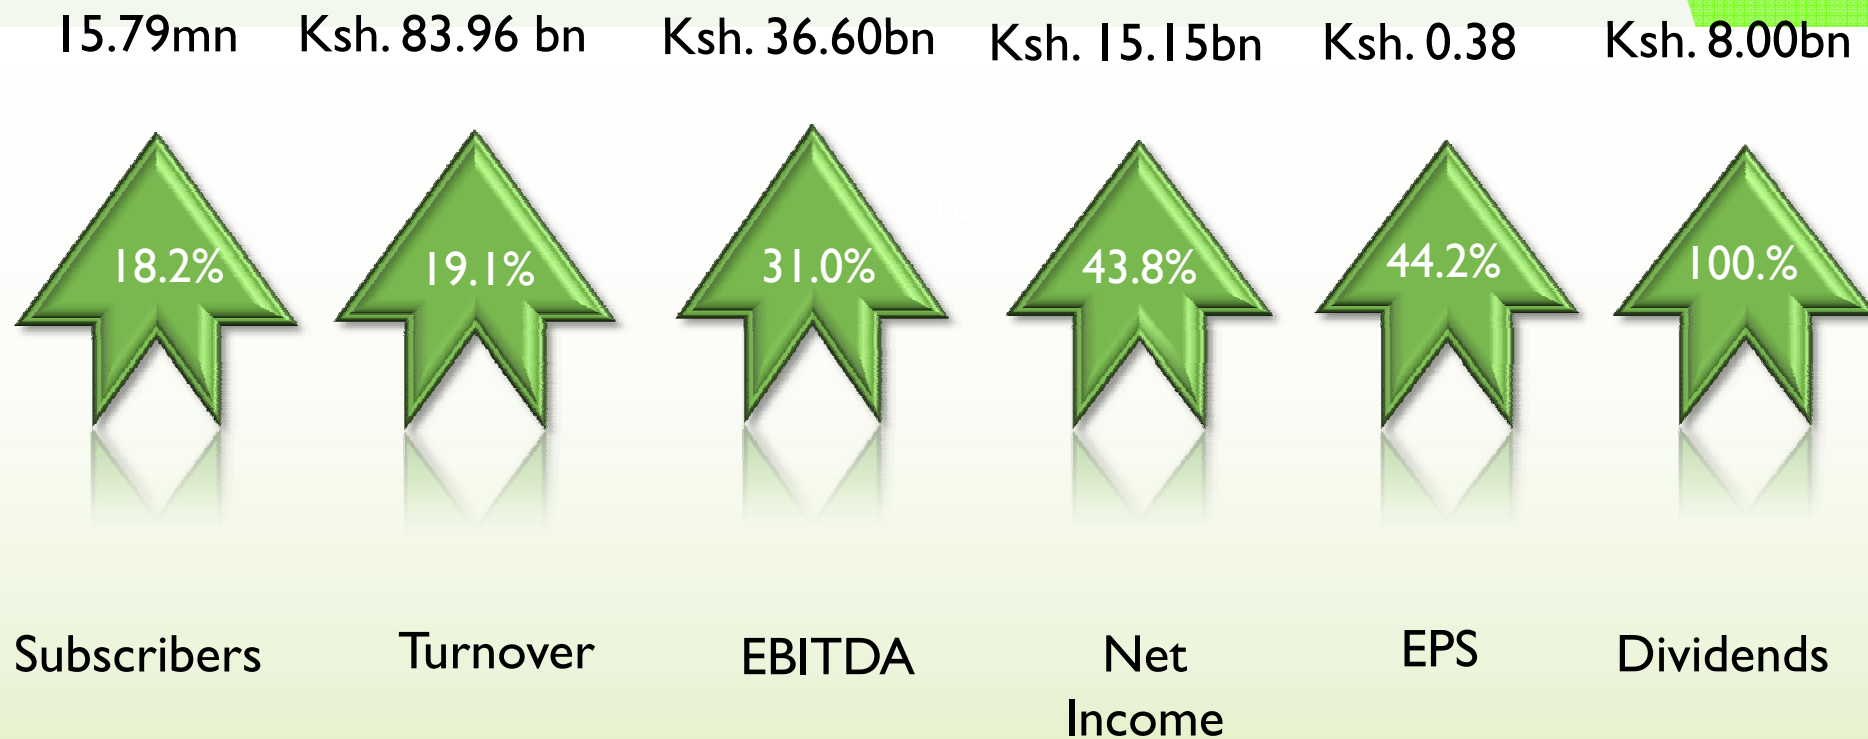 15.79mn Ksh. 83.96 bn Ksh. 36.60bn Ksh. 15.15bn Ksh. 0.38 Ksh. 8.00bn
18.2% 19.1% 31.0% 43.8% 44.2% 100.%
Subscribers Turnover EBITDA Net EPS Dividends
Income